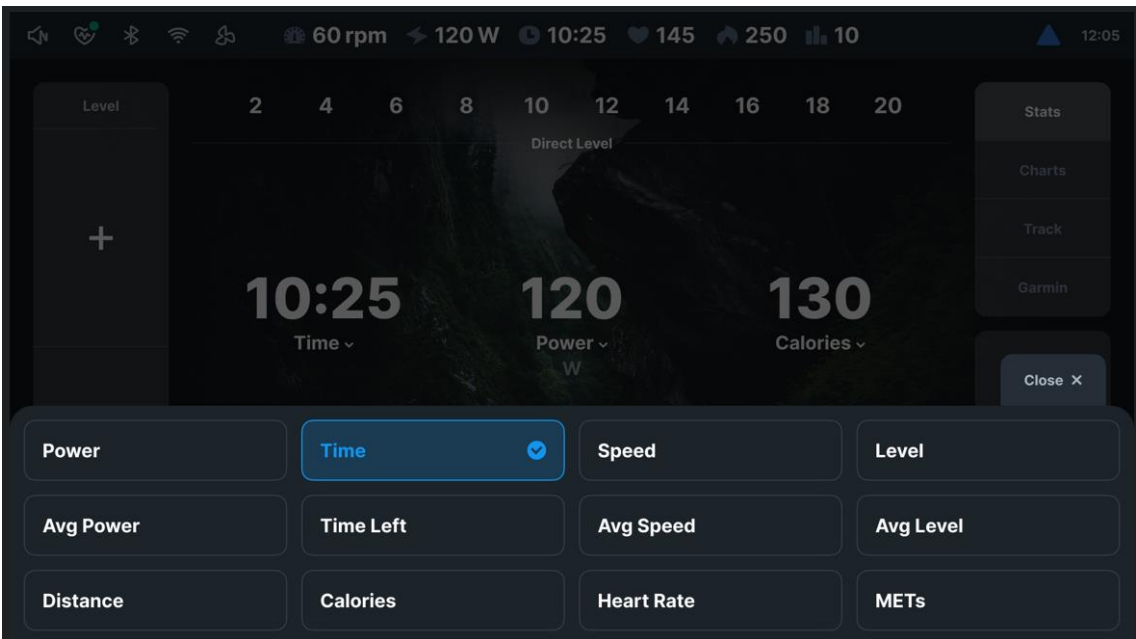 60 rpm 120 W 10:25 145 250 10 12:05
Level
2 4 6 8 10 12 14 16 18 20
Direct Level
Stats
Charts
Track
Garmin
10:25 120 130
Time Power Calories
W
Close
Power Time Speed Level
Avg Power Time Left Avg Speed Avg Level
Distance Calories Heart Rate METs